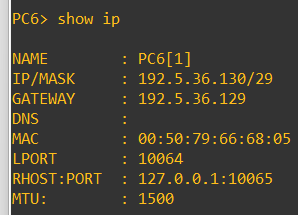 PC6> show ip
NAME        : PC6[1]
IP/MASK     : 192.5.36.130/29
GATEWAY     : 192.5.36.129
DNS         :
MAC         : 00:50:79:66:68:05
LPORT       : 10064
RHOST:PORT  : 127.0.0.1:10065
MTU:        : 1500